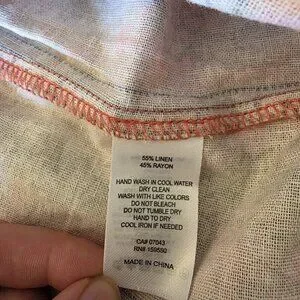 55% LINEN
45% RAYON
HAND WASH IN COOL WATER
DRY CLEAN
WASH WITH LIKE COLORS
DO NOT BLEACH
DO NOT TUMBLE DRY
HANG TO DRY
COOL IRON IF NEEDED
CA# 07043
RN# 159550
MADE IN CHINA